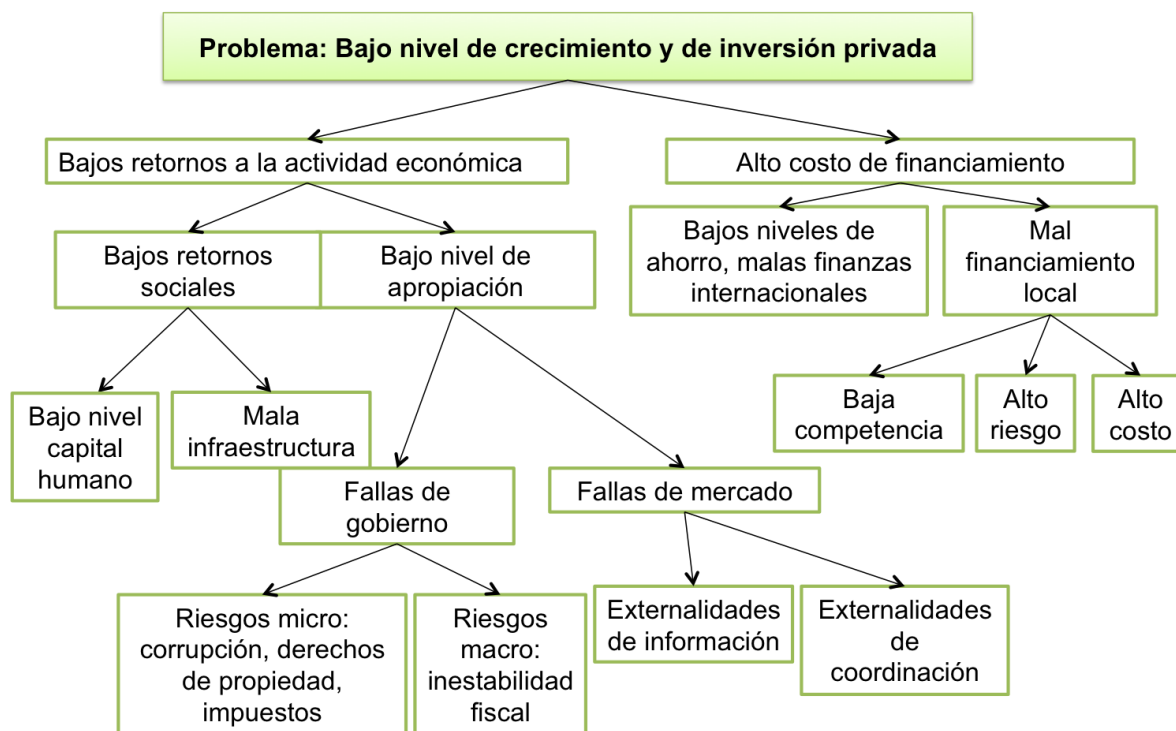 Problema: Bajo nivel de crecimiento y de inversión privada
Bajos retornos a la actividad económica
Alto costo de financiamiento
Bajos retornos
sociales
Bajo nivel de
apropiación
Bajos niveles de
ahorro, malas finanzas
internacionales
Mal
financiamiento
local
Bajo nivel
capital
humano
Mala
infraestructura
Baja
competencia
Alto
riesgo
Alto
costo
Fallas de
gobierno
Fallas de mercado
Riesgos micro:
corrupción, derechos
de propiedad,
impuestos
Riesgos
macro:
inestabilidad
fiscal
Externalidades
de información
Externalidades
de
coordinación